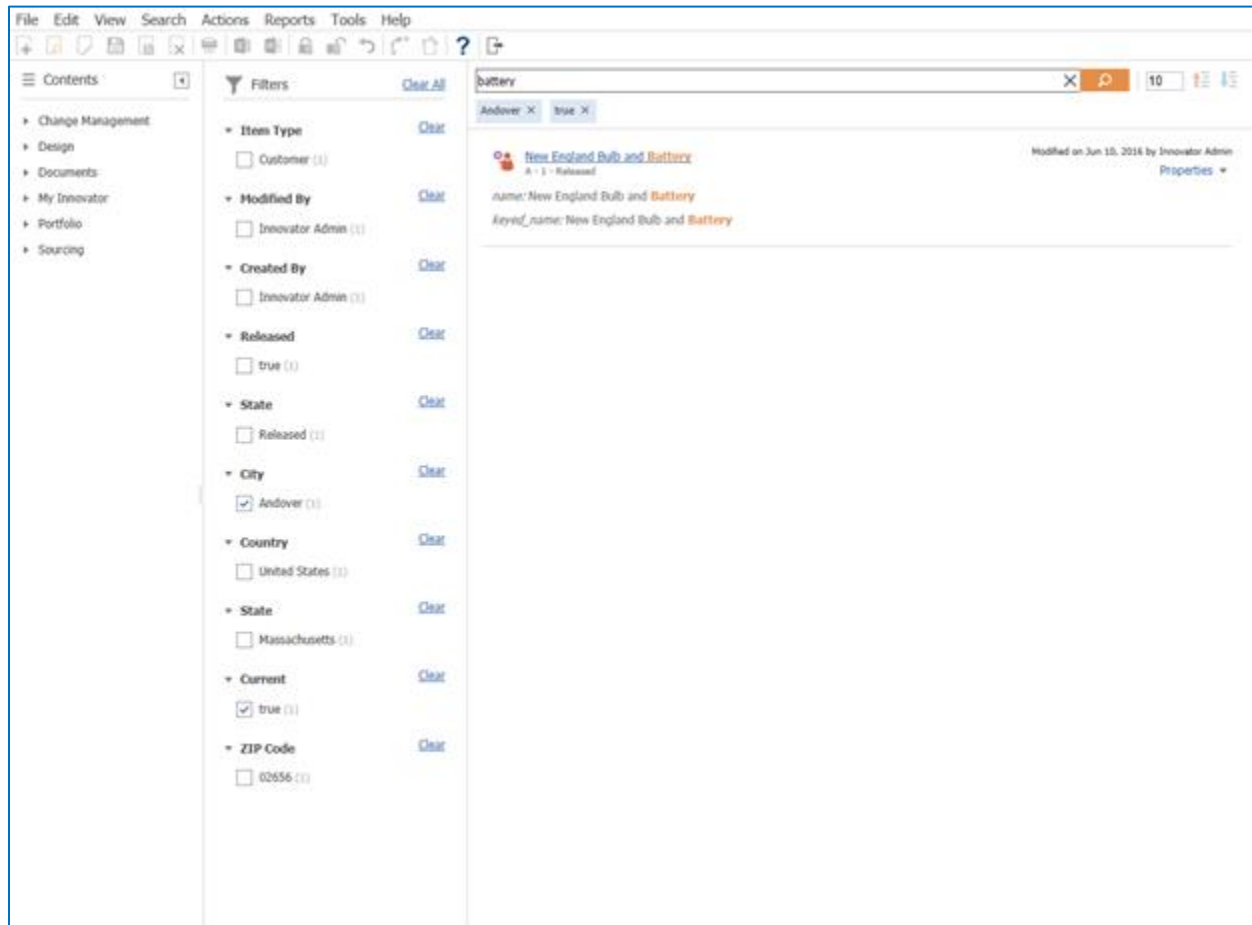 File Edit View Search Actions Reports Tools Help
Contents
Change Management
Design
Documents
My Innovator
Portfolio
Sourcing
Filters Clear All
Item Type Clear
Customer (1)
Modified By Clear
Innovator Admin (1)
Created By Clear
Innovator Admin (1)
Released Clear
true (1)
State Clear
Released (1)
City Clear
Andover (1)
Country Clear
United States (1)
State Clear
Massachusetts (1)
Current Clear
true (1)
ZIP Code Clear
02656 (1)
battery 10
Andover true
New England Bulb and Battery Modified on Jun 10, 2016 by Innovator Admin
A - 1 - Released Properties
name: New England Bulb and Battery
keyed_name: New England Bulb and Battery